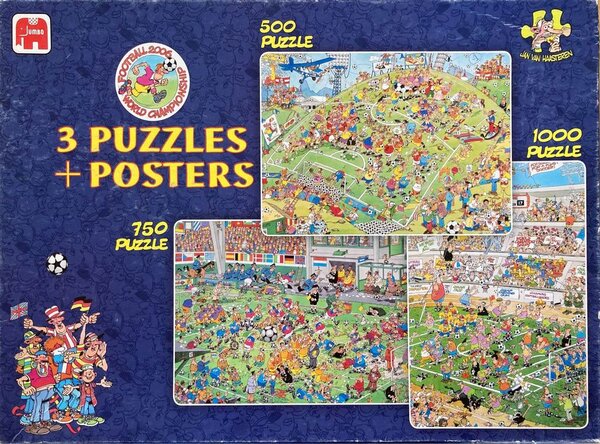 Jumbo
FOOTBALL 2006
WORLD CHAMPIONSHIP
3 PUZZLES
+ POSTERS
500
PUZZLE
JAN VAN HAASTEREN
1000
PUZZLE
750
PUZZLE